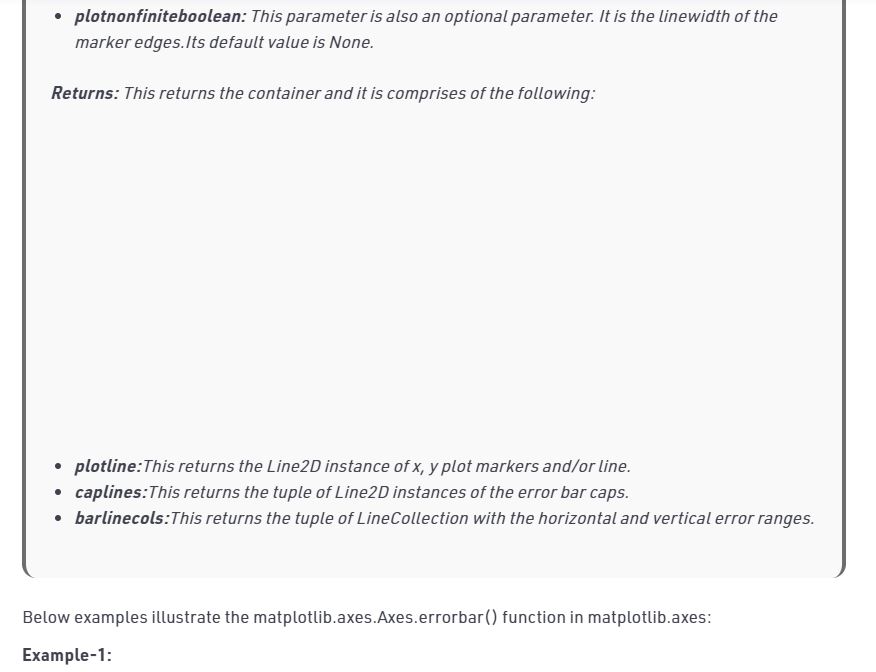 • plotnonfiniteboolean: This parameter is also an optional parameter. It is the linewidth of the
marker edges.Its default value is None.
Returns: This returns the container and it is comprises of the following:
• plotline:This returns the Line2D instance of x, y plot markers and/or line.
• caplines:This returns the tuple of Line2D instances of the error bar caps.
• barlinecols:This returns the tuple of LineCollection with the horizontal and vertical error ranges.
Below examples illustrate the matplotlib.axes.Axes.errorbar() function in matplotlib.axes:
Example-1: